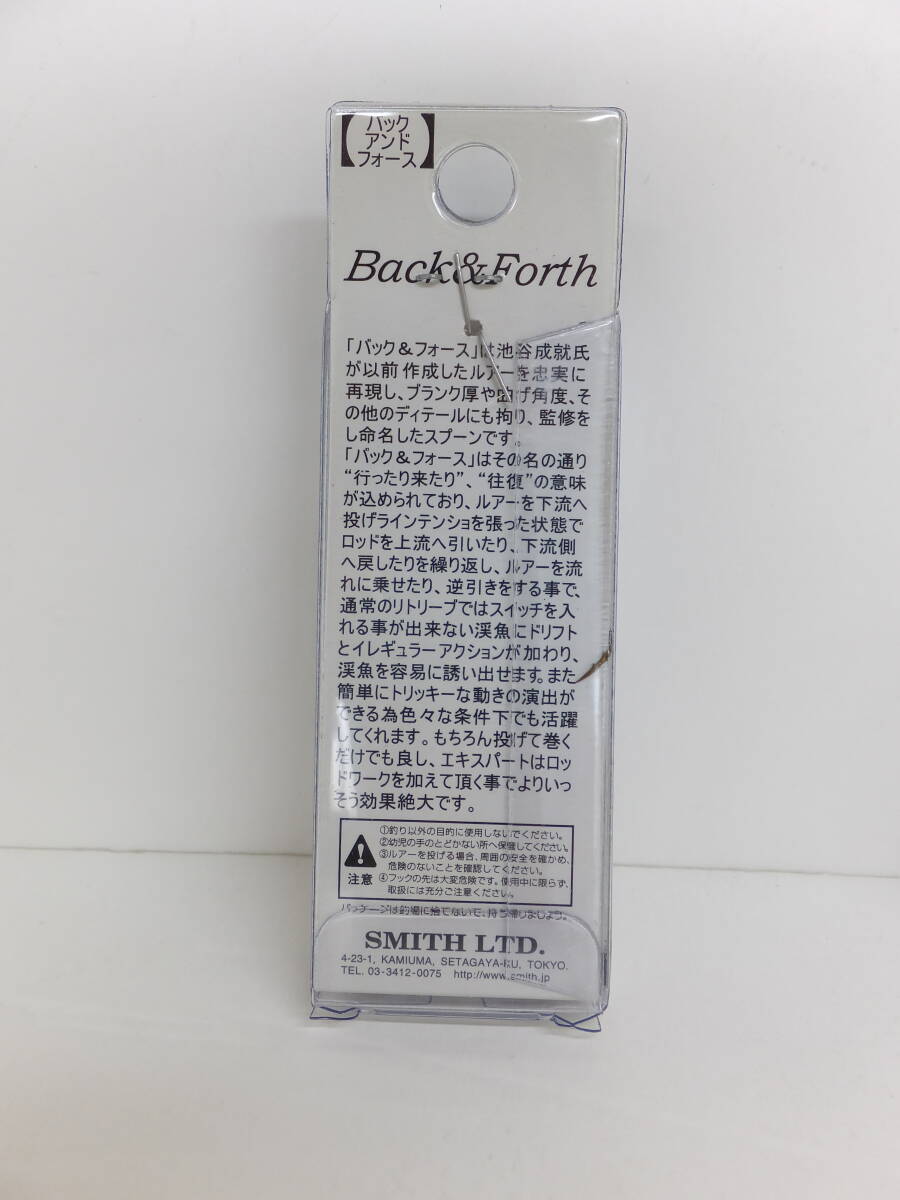 【バック
アンド
フォース】
Back&Forth
「バック＆フォース」は池谷成就氏
が以前作成したルアーを忠実に
再現し、ブランク厚や曲げ角度、そ
の他のディテールにも拘り、監修を
し命名したスプーンです。
「バック＆フォース」はその名の通り
“行ったり来たり”、“往復”の意味
が込められており、ルアーを下流へ
投げラインテンショを張った状態で
ロッドを上流へ引いたり、下流側
へ戻したりを繰り返し、ルアーを流
れに乗せたり、逆引きをする事で、
通常のリトリーブではスイッチを入
れる事が出来ない渓魚にドリフト
とイレギュラーアクションが加わり、
渓魚を容易に誘い出せます。また
簡単にトリッキーな動きの演出が
できる為色々な条件下でも活躍
してくれます。もちろん投げて巻く
だけでも良し、エキスパートはロッ
ドワークを加えて頂く事でよりいっ
そう効果絶大です。
注意
①釣り以外の目的に使用しないでください。
②幼児の手のとどかない所へ保管してください。
③ルアーを投げる場合、周囲の安全を確かめ、
危険のないことを確認してください。
④フックの先は大変危険です。使用中に限らず、
取扱には充分ご注意ください。
パッケージは釣場に捨てないで、持ち帰りましょう。
SMITH LTD.
4-23-1, KAMIUMA, SETAGAYA-KU, TOKYO.
TEL. 03-3412-0075 http://www.smith.jp